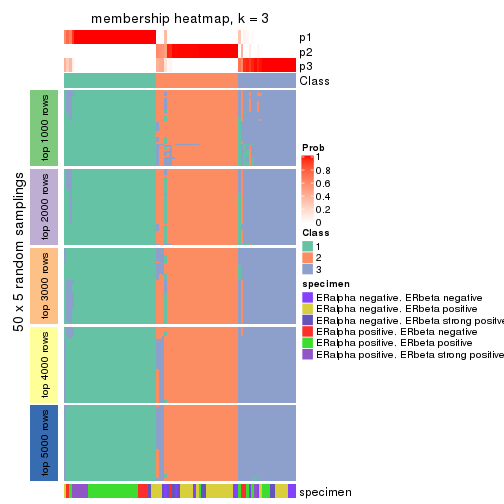 membership heatmap, k = 3
p1
p2
p3
Class
50 x 5 random samplings
top 1000 rows
top 2000 rows
top 3000 rows
top 4000 rows
top 5000 rows
Prob
1
0.8
0.6
0.4
0.2
0
Class
1
2
3
specimen
ERalpha negative. ERbeta negative
ERalpha negative. ERbeta positive
ERalpha negative. ERbeta strong positive
ERalpha positive. ERbeta negative
ERalpha positive. ERbeta positive
ERalpha positive. ERbeta strong positive
specimen